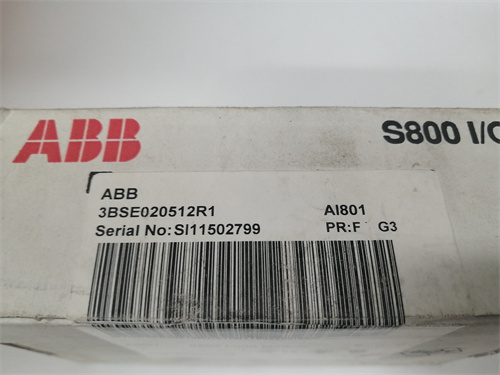 ABB
S800 I/O
ABB
3BSE020512R1 AI801
Serial No:SI11502799 PR:F G3